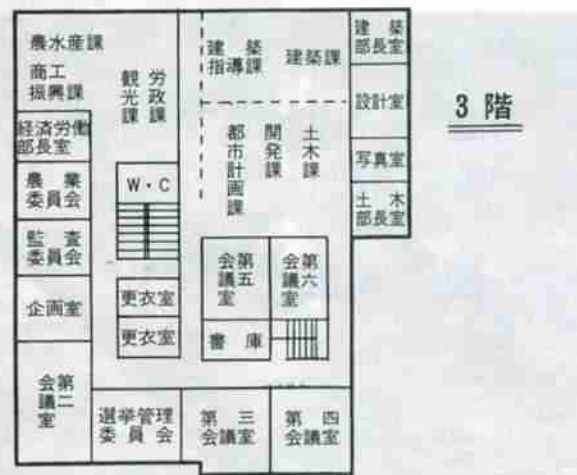 農水産課
商工
振興課
経済労働
部長室
農業
委員会
監査
委員会
企画室
第二
会議室
観光課
労政課
W・C
更衣室
更衣室
選挙管理
委員会
建築
指導課
建築課
都市計画課
開発課
土木課
第五
会議室
第六
会議室
書庫
第三
会議室
第四
会議室
建築
部長室
設計室
写真室
土木
部長室
3階